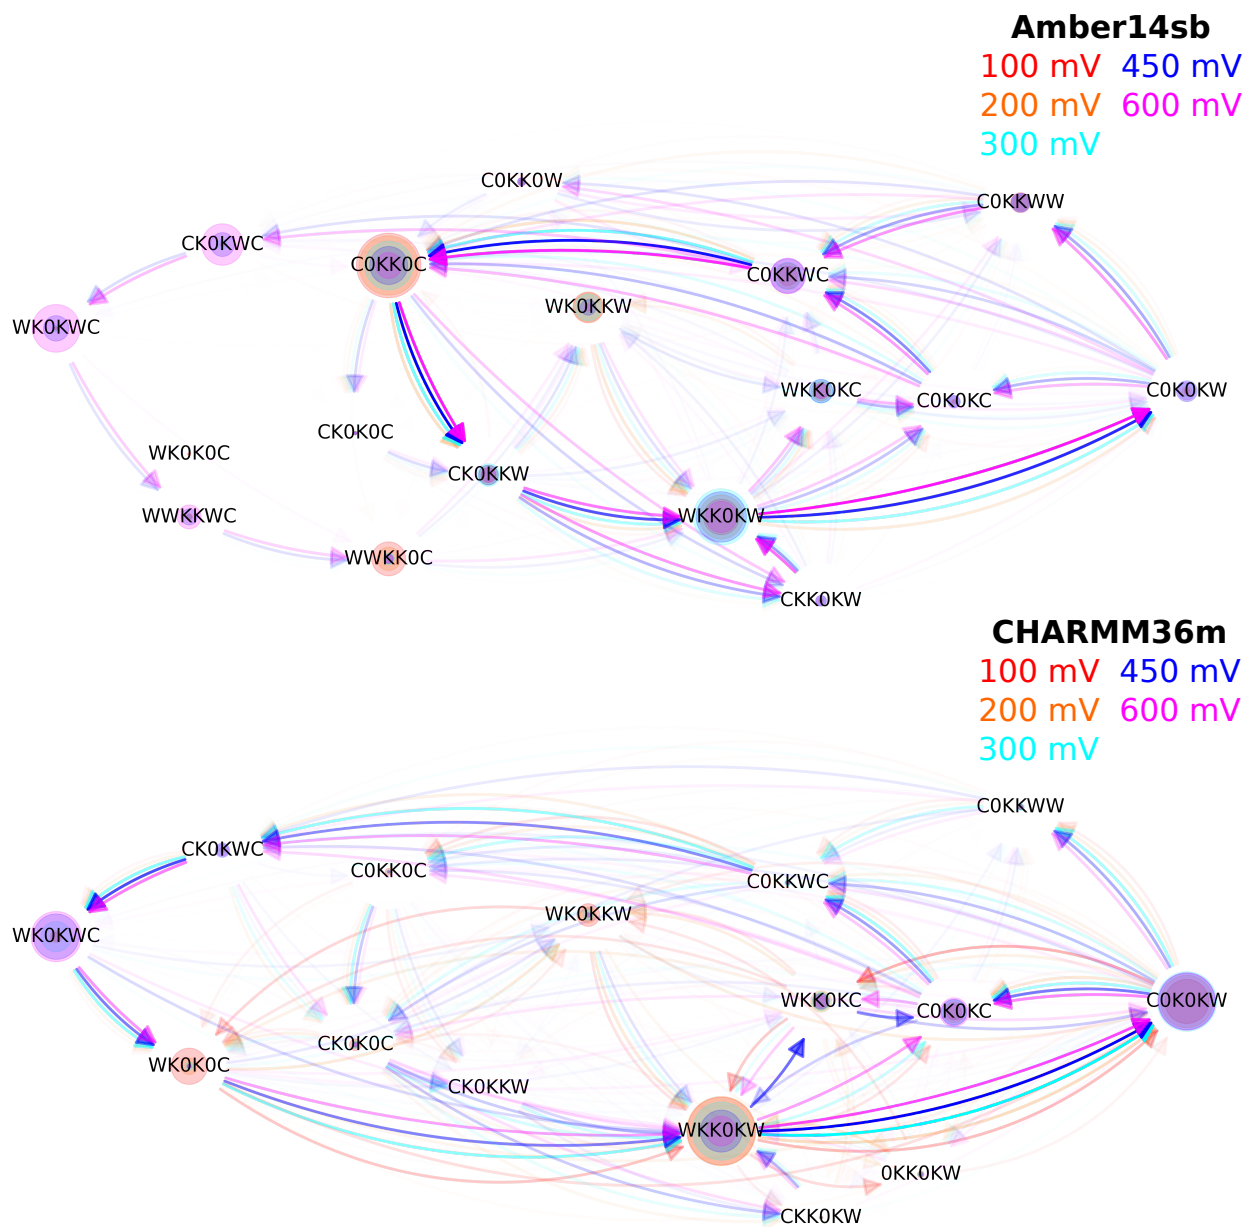 Amber14sb
100 mV 450 mV
200 mV 600 mV
300 mV
C0KK0W
C0KKWW
CK0KWC
C0KK0C
C0KKWC
WK0KKW
WK0KWC
WKK0KC
C0K0KC
C0K0KW
CK0K0C
WK0K0C
CK0KKW
WWKKWC
WKK0KW
WWKK0C
CKK0KW
CHARMM36m
100 mV 450 mV
200 mV 600 mV
300 mV
C0KKWW
CK0KWC
C0KK0C
C0KKWC
WK0KKW
WK0KWC
WKK0KC
C0K0KC
C0K0KW
CK0K0C
WK0K0C
CK0KKW
WKK0KW
0KK0KW
CKK0KW